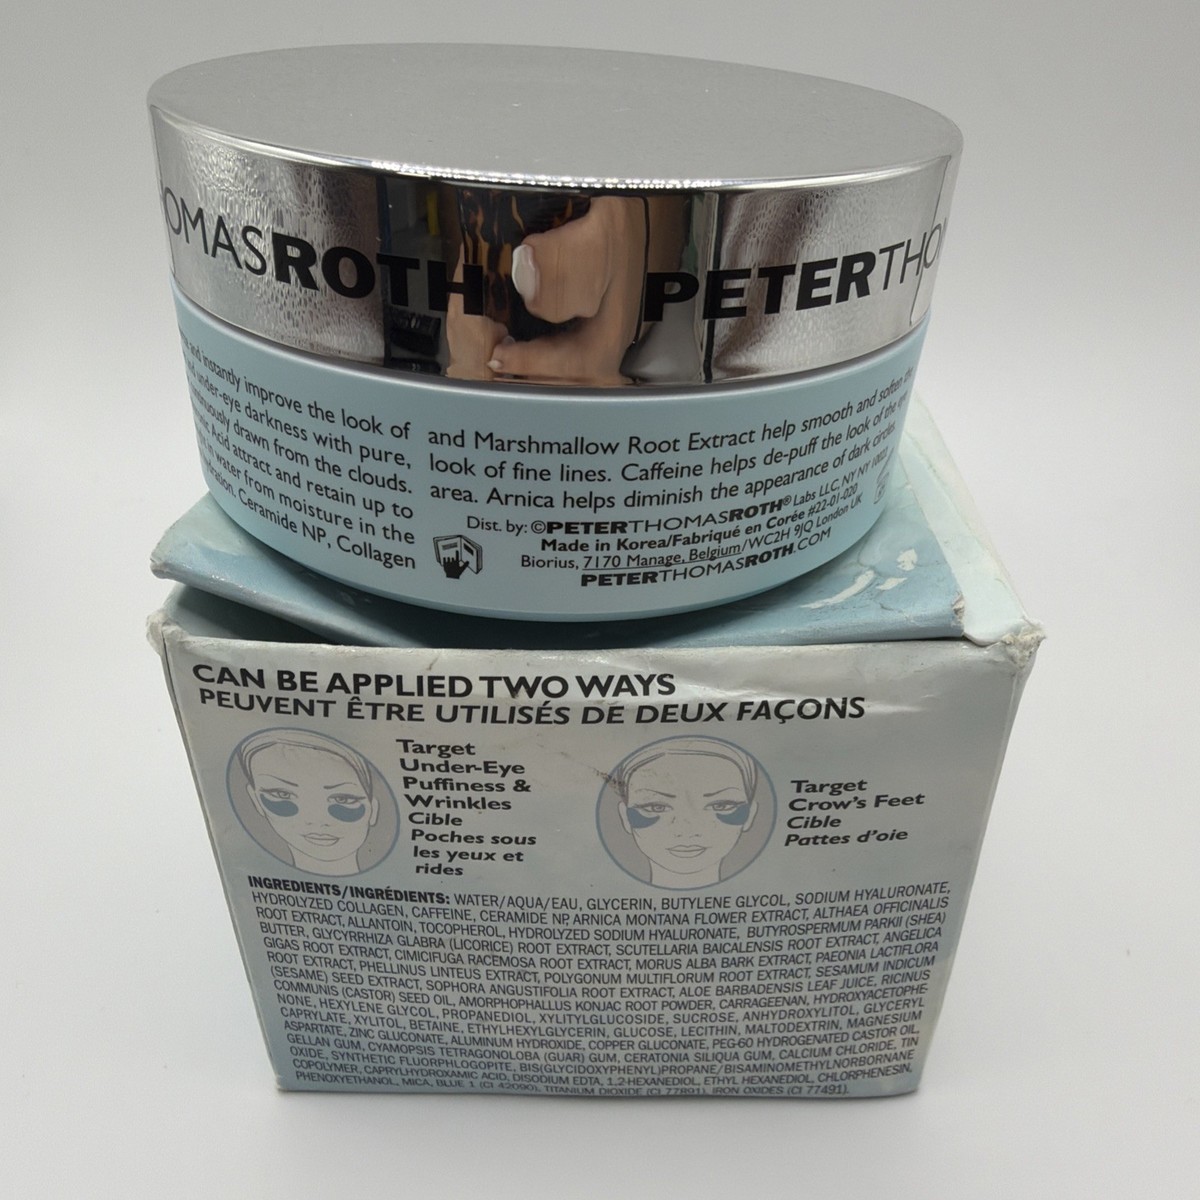 OMASROTH PETERTHO
and instantly improve the look of
under-eye darkness with pure,
drawn from the clouds.
Acid attract and retain up to
in water from moisture in the
Ceramide NP, Collagen
and Marshmallow Root Extract help smooth and soften the
look of fine lines. Caffeine helps de-puff the look of the eye
area. Arnica helps diminish the appearance of dark circles.
Dist. by: ©PETERTHOMASROTH® Labs LLC, NY NY 10022
Made in Korea/Fabriqué en Corée #22-01-020
Biorius, 7170 Manage, Belgium/WC2H 9JQ London UK
PETERTHOMASROTH.COM
CAN BE APPLIED TWO WAYS
PEUVENT ÊTRE UTILISÉS DE DEUX FAÇONS
Target
Under-Eye
Puffiness &
Wrinkles
Cible
Poches sous
les yeux et
rides
Target
Crow's Feet
Cible
Pattes d'oie
INGREDIENTS/INGRÉDIENTS: WATER/AQUA/EAU, GLYCERIN, BUTYLENE GLYCOL, SODIUM HYALURONATE,
HYDROLYZED COLLAGEN, CAFFEINE, CERAMIDE NP, ARNICA MONTANA FLOWER EXTRACT, ALTHAEA OFFICINALIS
ROOT EXTRACT, ALLANTOIN, TOCOPHEROL, HYDROLYZED SODIUM HYALURONATE, BUTYROSPERMUM PARKII (SHEA)
BUTTER, GLYCYRRHIZA GLABRA (LICORICE) ROOT EXTRACT, SCUTELLARIA BAICALENSIS ROOT EXTRACT, ANGELICA
GIGAS ROOT EXTRACT, CIMICIFUGA RACEMOSA ROOT EXTRACT, MORUS ALBA BARK EXTRACT, PAEONIA LACTIFLORA
ROOT EXTRACT, PHELLINUS LINTEUS EXTRACT, POLYGONUM MULTIFLORUM ROOT EXTRACT, SESAMUM INDICUM
(SESAME) SEED EXTRACT, SOPHORA ANGUSTIFOLIA ROOT EXTRACT, ALOE BARBADENSIS LEAF JUICE, RICINUS
COMMUNIS (CASTOR) SEED OIL, AMORPHOPHALLUS KONJAC ROOT POWDER, CARRAGEENAN, HYDROXYACETOPHE-
NONE, HEXYLENE GLYCOL, PROPANEDIOL, XYLITYLGLUCOSIDE, SUCROSE, ANHYDROXYLITOL, GLYCERYL
CAPRYLATE, XYLITOL, BETAINE, ETHYLHEXYLGLYCERIN, GLUCOSE, LECITHIN, MALTODEXTRIN, MAGNESIUM
ASPARTATE, ZINC GLUCONATE, ALUMINUM HYDROXIDE, COPPER GLUCONATE, PEG-60 HYDROGENATED CASTOR OIL,
GELLAN GUM, CYAMOPSIS TETRAGONOLOBA (GUAR) GUM, CERATONIA SILIQUA GUM, CALCIUM CHLORIDE, TIN
OXIDE, SYNTHETIC FLUORPHLOGOPITE, BIS(GLYCIDOXYPHENYL)PROPANE/BISAMINOMETHYLNORBORNANE
COPOLYMER, CAPRYLHYDROXAMIC ACID, DISODIUM EDTA, 1,2-HEXANEDIOL, ETHYL HEXANEDIOL, CHLORPHENESIN,
PHENOXYETHANOL, MICA, BLUE 1 (CI 42090), TITANIUM DIOXIDE (CI 77891), IRON OXIDES (CI 77491).